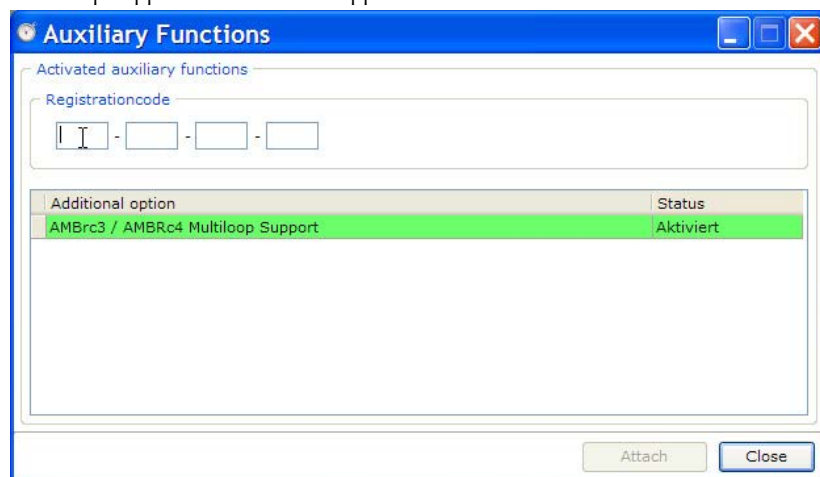 Auxiliary Functions
Activated auxiliary functions
Registrationcode
- - -
Additional option Status
AMBrc3 / AMBRc4 Multiloop Support Aktiviert
Attach Close